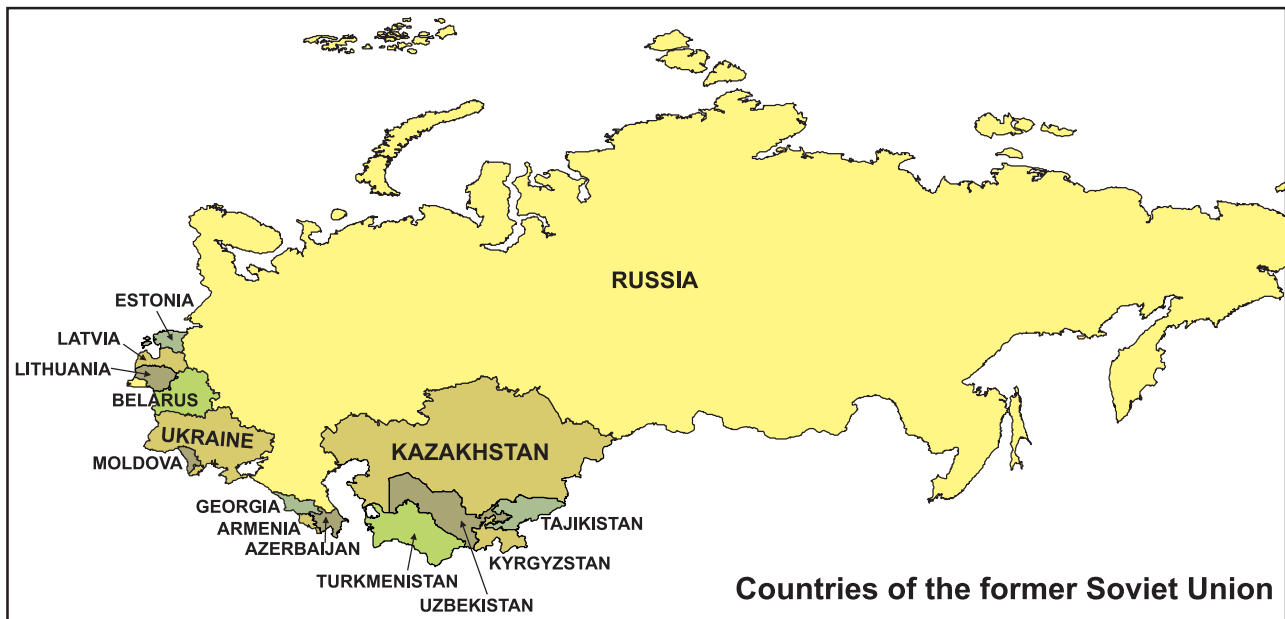 RUSSIA
ESTONIA
LATVIA
LITHUANIA
BELARUS
UKRAINE
KAZAKHSTAN
MOLDOVA
GEORGIA
ARMENIA
AZERBAIJAN
TAJIKISTAN
KYRGYZSTAN
TURKMENISTAN
UZBEKISTAN
Countries of the former Soviet Union